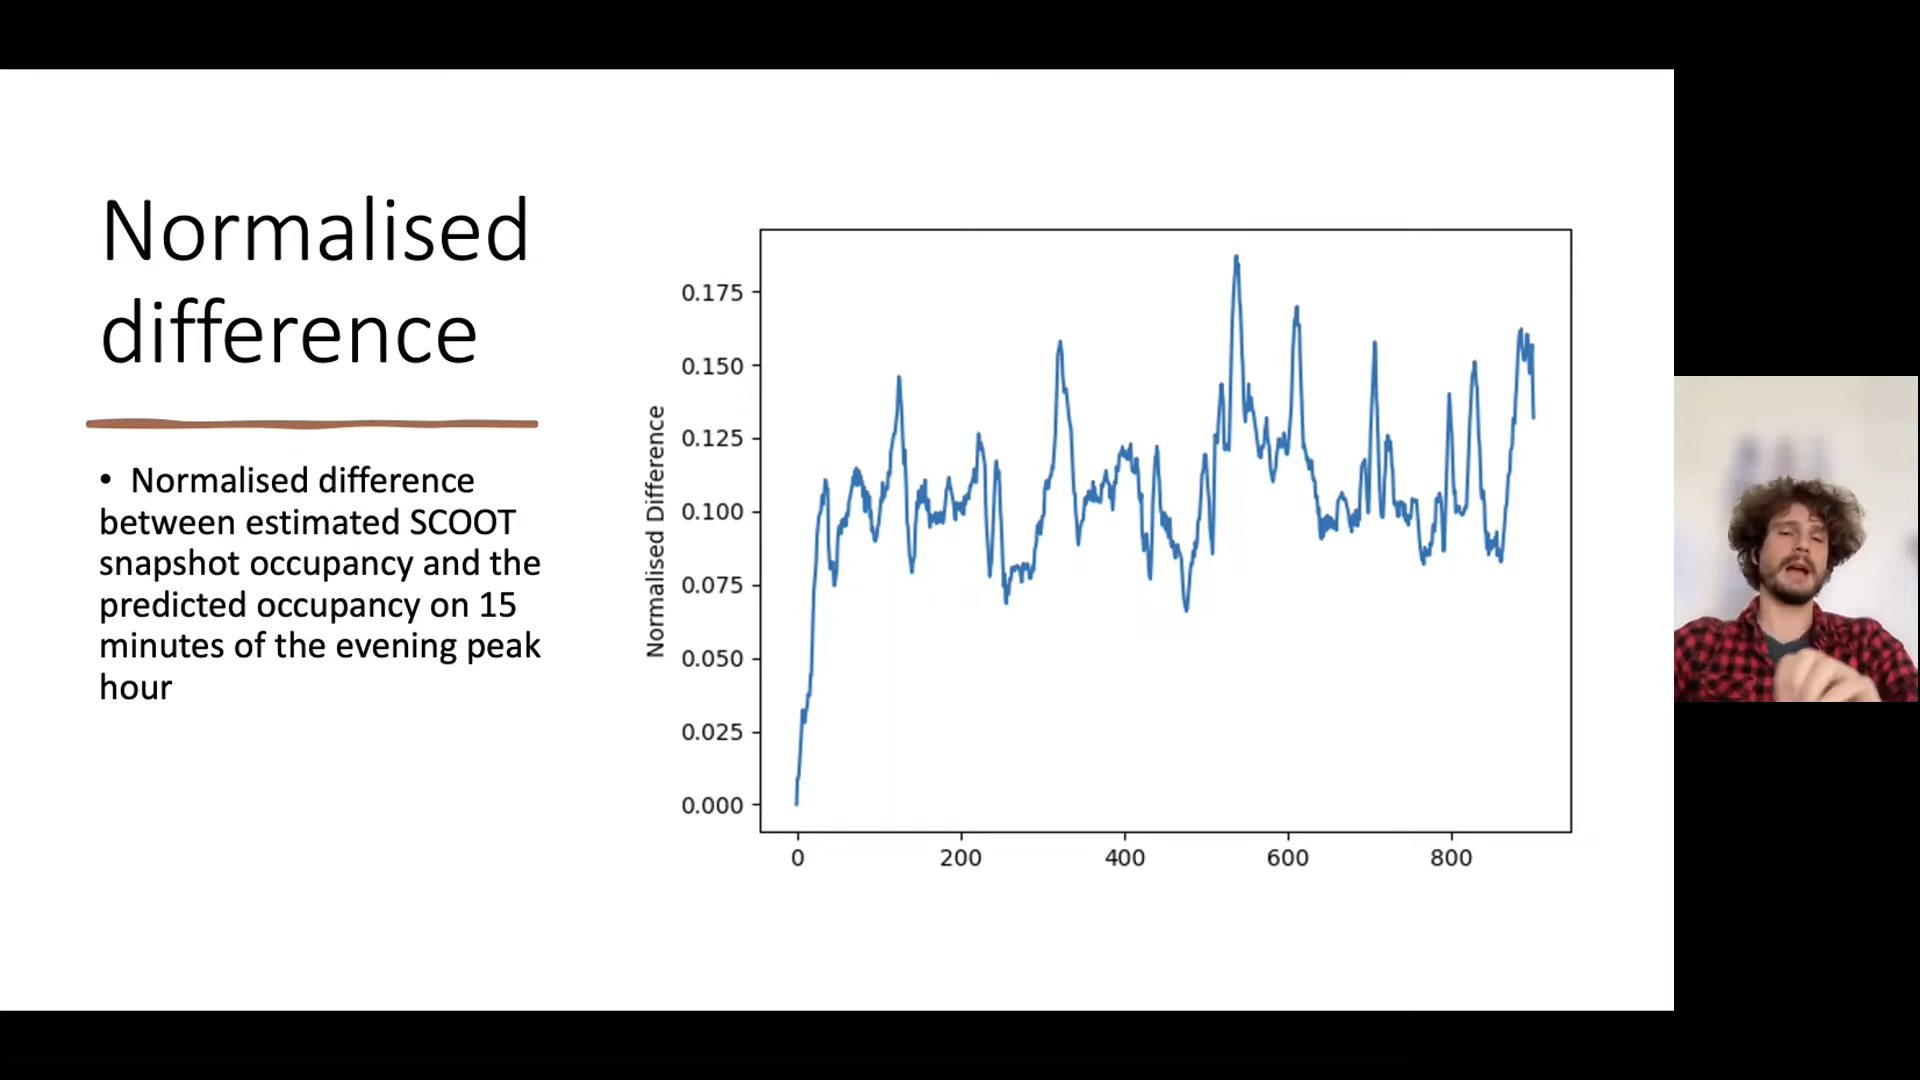 Normalised
difference
• Normalised difference
between estimated SCOOT
snapshot occupancy and the
predicted occupancy on 15
minutes of the evening peak
hour
Normalised Difference
0.175
0.150
0.125
0.100
0.075
0.050
0.025
0.000
0 200 400 600 800